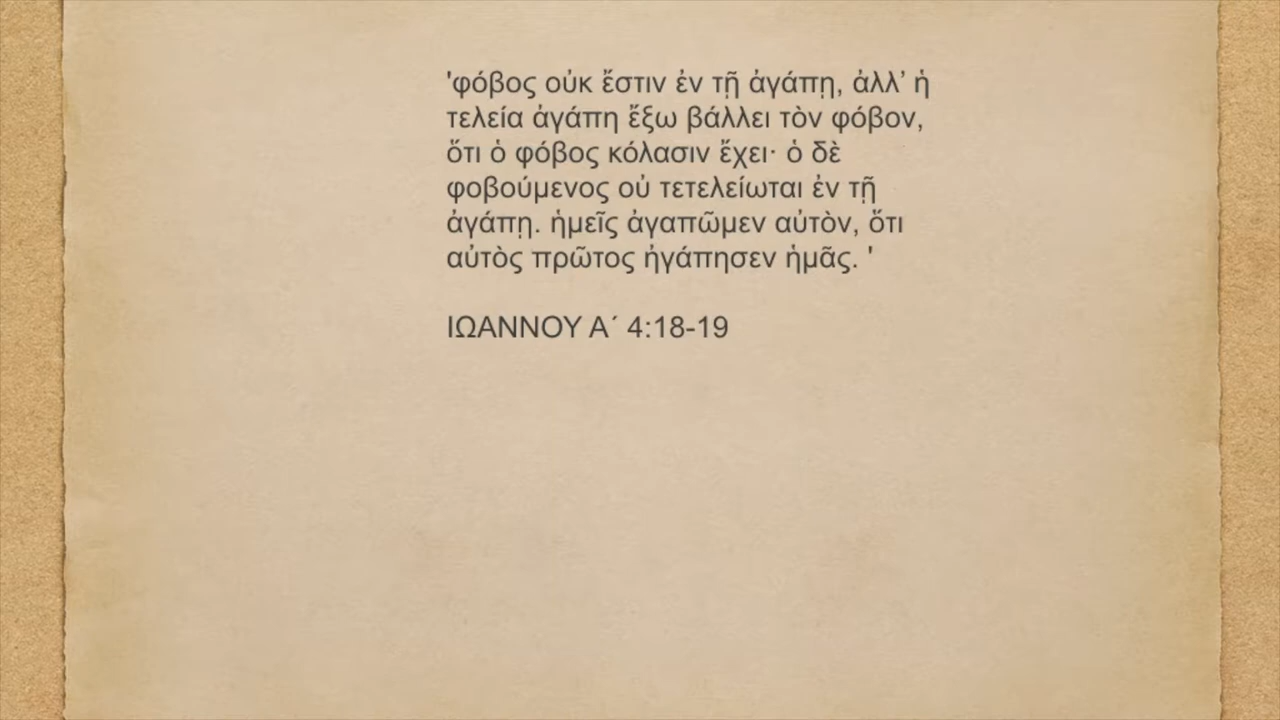 'φόβος οὐκ ἔστιν ἐν τῇ ἀγάπῃ, ἀλλ’ ἡ
τελεία ἀγάπη ἔξω βάλλει τὸν φόβον,
ὅτι ὁ φόβος κόλασιν ἔχει· ὁ δὲ
φοβούμενος οὐ τετελείωται ἐν τῇ
ἀγάπῃ. ἡμεῖς ἀγαπῶμεν αὐτὸν, ὅτι
αὐτὸς πρῶτος ἠγάπησεν ἡμᾶς. '
ΙΩΑΝΝΟΥ Α´ 4:18-19